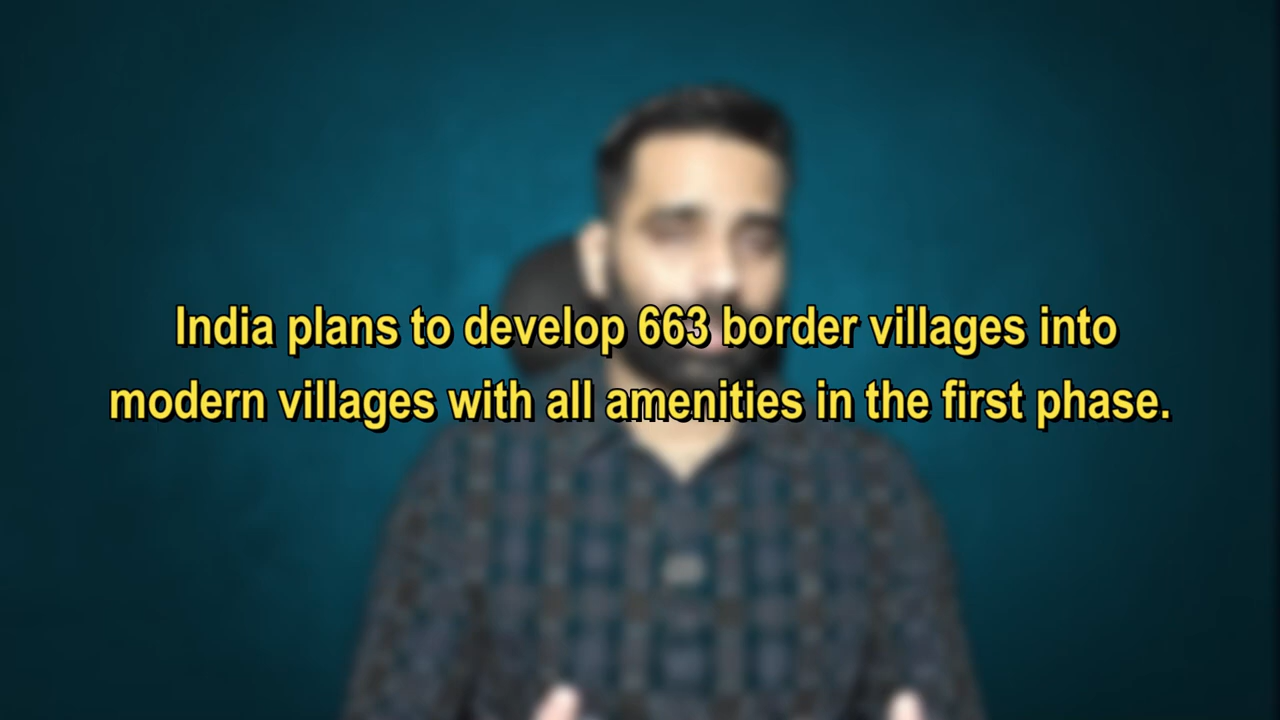 India plans to develop 663 border villages into
modern villages with all amenities in the first phase.